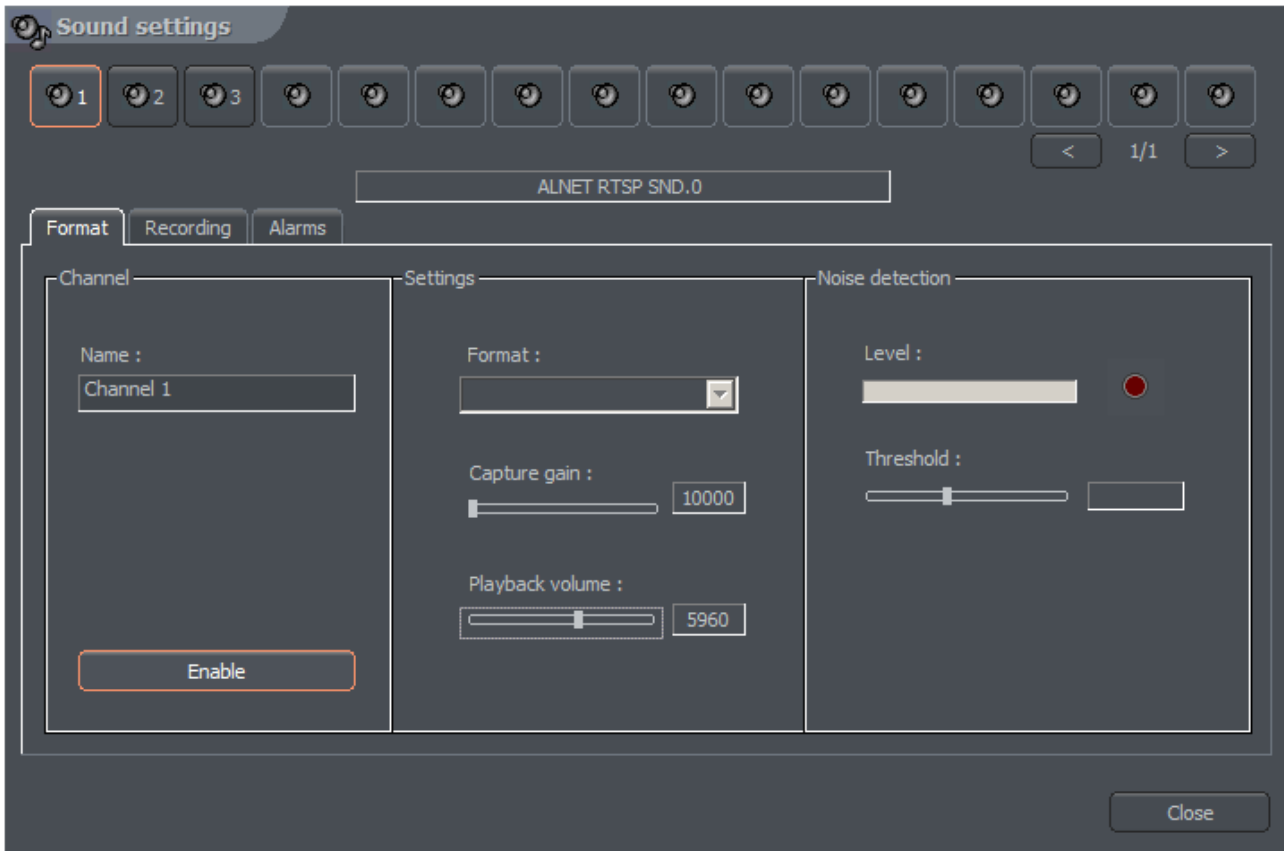 Sound settings
1 2 3
< 1/1 >
ALNET RTSP SND.0
Format Recording Alarms
Channel
Name :
Channel 1
Enable
Settings
Format :
Capture gain :
10000
Playback volume :
5960
Noise detection
Level :
Threshold :
Close